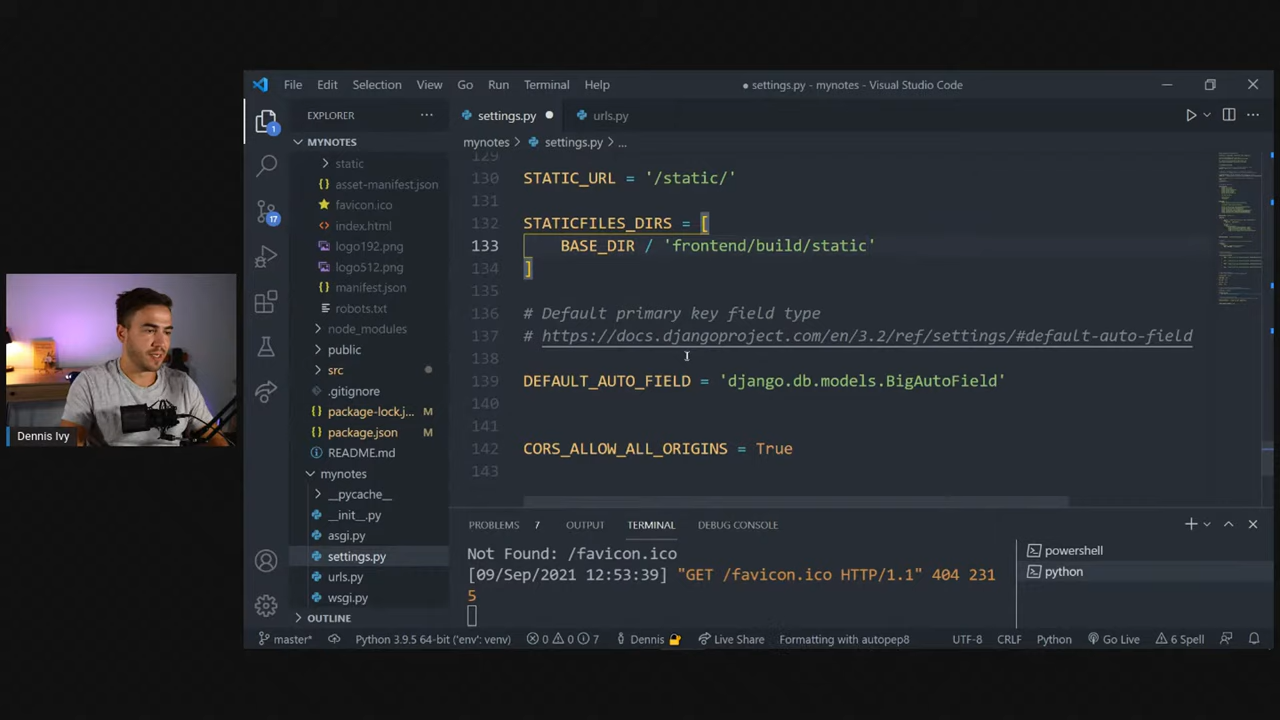 File Edit Selection View Go Run Terminal Help
● settings.py - mynotes - Visual Studio Code
EXPLORER
MYNOTES
static
asset-manifest.json
favicon.ico
index.html
logo192.png
logo512.png
manifest.json
robots.txt
node_modules
public
src
.gitignore
package-lock.j... M
package.json M
README.md
mynotes
__pycache__
__init__.py
asgi.py
settings.py
urls.py
wsgi.py
OUTLINE
1
17
settings.py ● urls.py
mynotes > settings.py > ...
129
130 STATIC_URL = '/static/'
131
132 STATICFILES_DIRS = [
133 BASE_DIR / 'frontend/build/static'
134 ]
135
136 # Default primary key field type
137 # https://docs.djangoproject.com/en/3.2/ref/settings/#default-auto-field
138
139 DEFAULT_AUTO_FIELD = 'django.db.models.BigAutoField'
140
141
142 CORS_ALLOW_ALL_ORIGINS = True
143
PROBLEMS 7 OUTPUT TERMINAL DEBUG CONSOLE
Not Found: /favicon.ico
[09/Sep/2021 12:53:39] "GET /favicon.ico HTTP/1.1" 404 231
5
powershell
python
master* Python 3.9.5 64-bit ('env': venv) 0 0 7 Dennis Live Share Formatting with autopep8 UTF-8 CRLF Python Go Live 6 Spell
Dennis Ivy